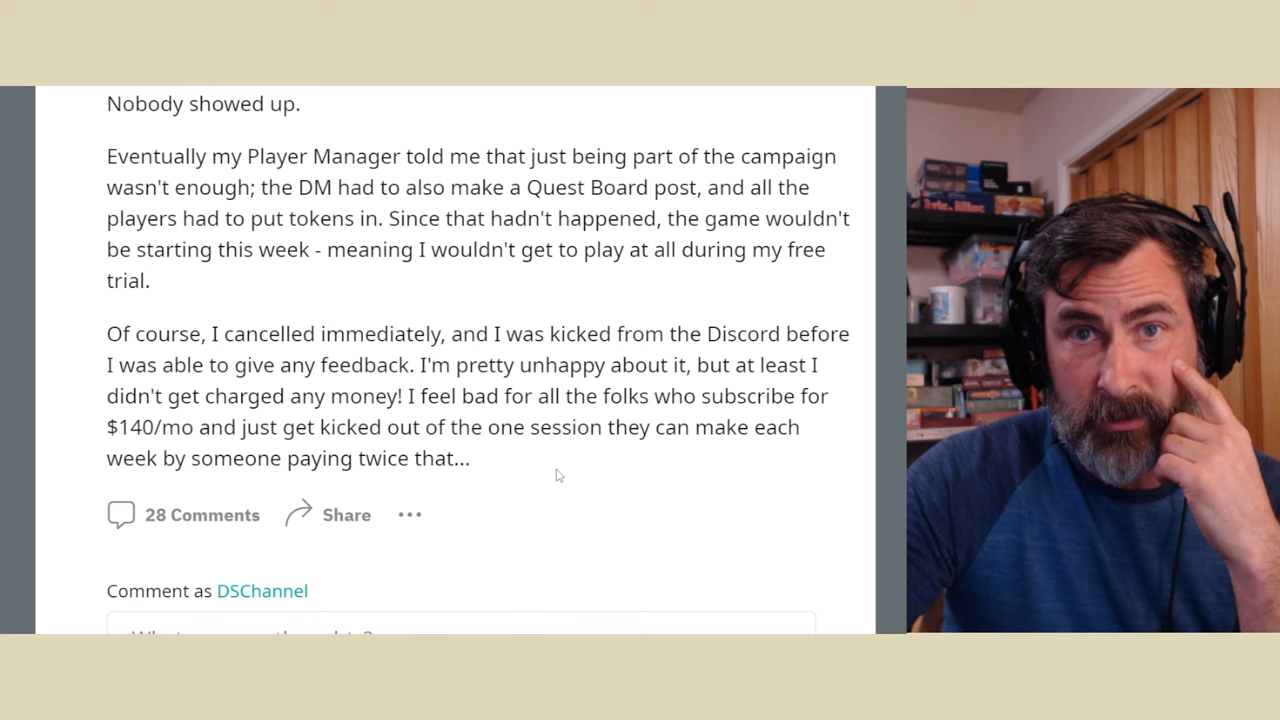 Nobody showed up.
Eventually my Player Manager told me that just being part of the campaign
wasn't enough; the DM had to also make a Quest Board post, and all the
players had to put tokens in. Since that hadn't happened, the game wouldn't
be starting this week - meaning I wouldn't get to play at all during my free
trial.
Of course, I cancelled immediately, and I was kicked from the Discord before
I was able to give any feedback. I'm pretty unhappy about it, but at least I
didn't get charged any money! I feel bad for all the folks who subscribe for
$140/mo and just get kicked out of the one session they can make each
week by someone paying twice that...
28 Comments
Share
Comment as DSChannel